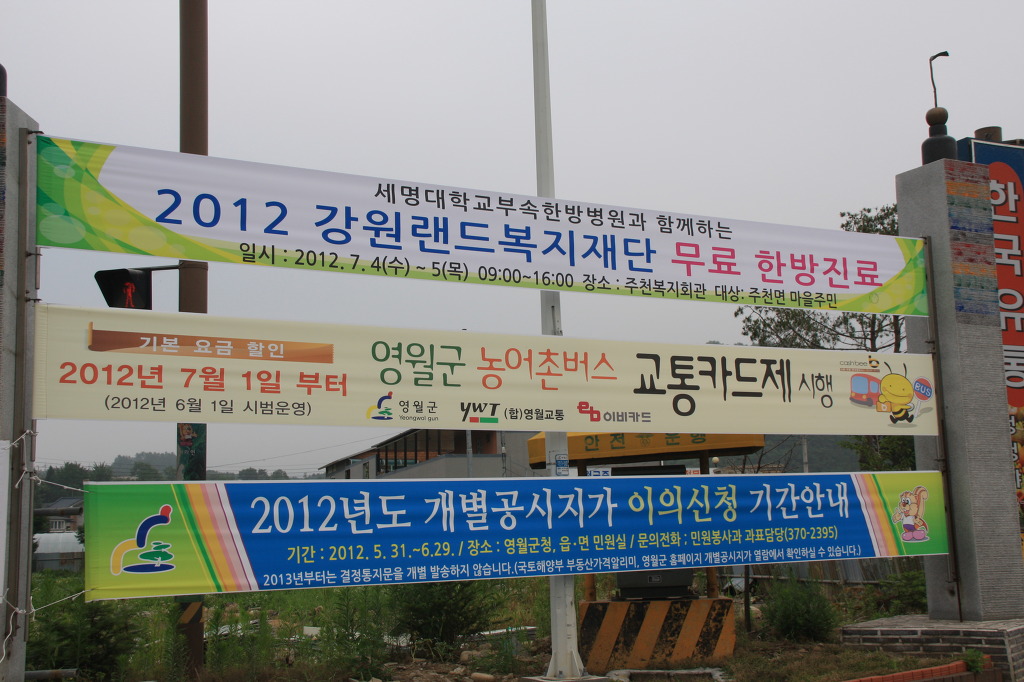 세명대학교부속한방병원과 함께하는
2012 강원랜드복지재단 무료 한방진료
일시 : 2012. 7. 4(수) ~ 5(목) 09:00~16:00 장소 : 주천복지회관 대상: 주천면 마을주민
기본 요금 할인
2012년 7월 1일 부터
(2012년 6월 1일 시범운영)
영월군 농어촌버스 교통카드제 시행
영월군
Yeongwol gun
YWT (합)영월교통
eb 이비카드
cashbee
BUS
안전 운행
2012년도 개별공시지가 이의신청 기간안내
기간 : 2012. 5. 31.~6.29. / 장소 : 영월군청, 읍·면 민원실 / 문의전화 : 민원봉사과 과표담당(370-2395)
2013년부터는 결정통지문을 개별 발송하지 않습니다.(국토해양부 부동산가격알리미, 영월군 홈페이지 개별공시지가 열람에서 확인하실 수 있습니다.)
한국유통